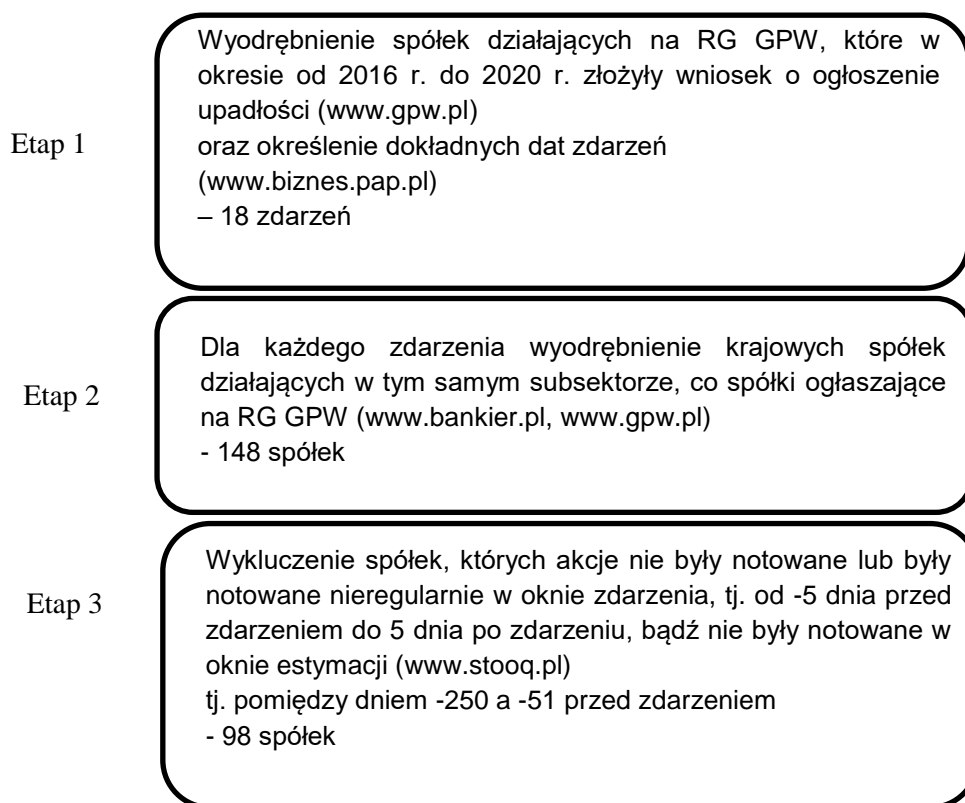 Etap 1
Wyodrębnienie spółek działających na RG GPW, które w
okresie od 2016 r. do 2020 r. złożyły wniosek o ogłoszenie
upadłości (www.gpw.pl)
oraz określenie dokładnych dat zdarzeń
(www.biznes.pap.pl)
– 18 zdarzeń
Etap 2
Dla każdego zdarzenia wyodrębnienie krajowych spółek
działających w tym samym subsektorze, co spółki ogłaszające
na RG GPW (www.bankier.pl, www.gpw.pl)
- 148 spółek
Etap 3
Wykluczenie spółek, których akcje nie były notowane lub były
notowane nieregularnie w oknie zdarzenia, tj. od -5 dnia przed
zdarzeniem do 5 dnia po zdarzeniu, bądź nie były notowane w
oknie estymacji (www.stooq.pl)
tj. pomiędzy dniem -250 a -51 przed zdarzeniem
- 98 spółek